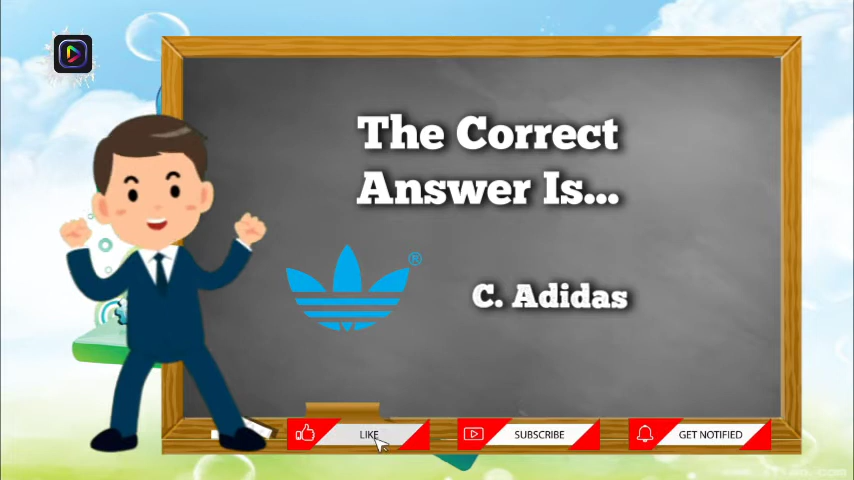 The Correct
Answer Is...
®
C. Adidas
LIKE
SUBSCRIBE
GET NOTIFIED